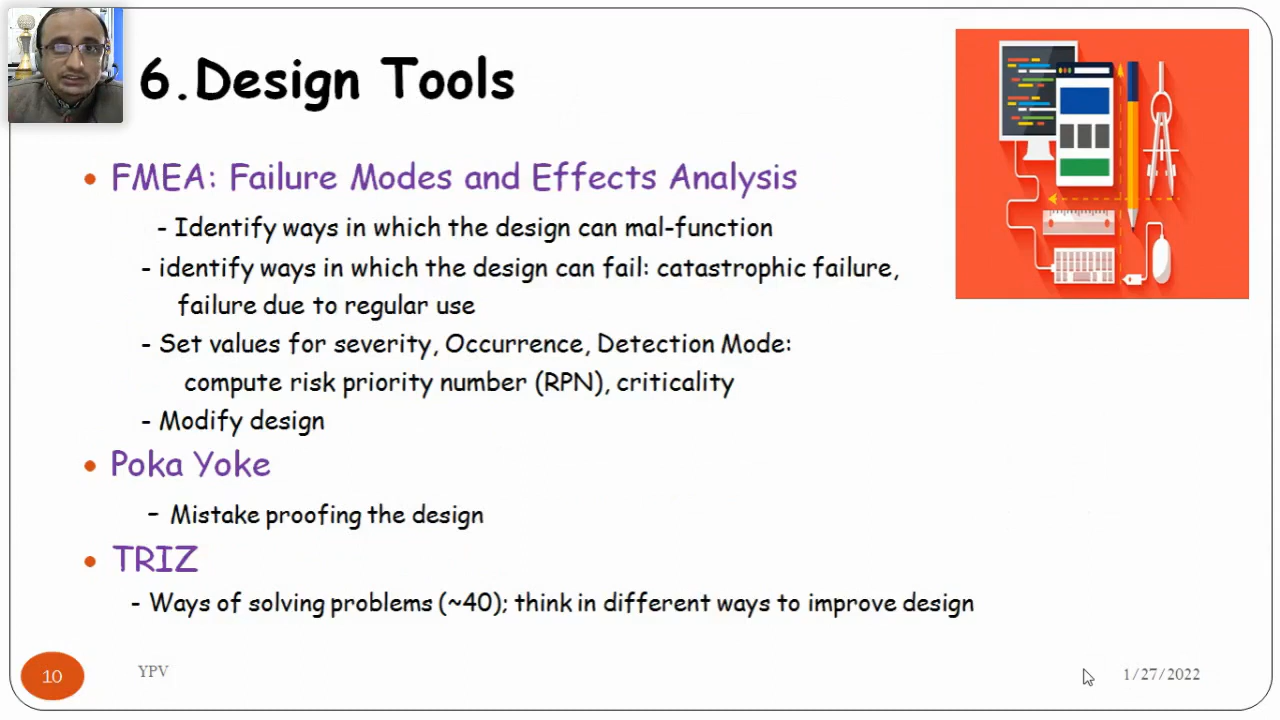 6.Design Tools
• FMEA: Failure Modes and Effects Analysis
- Identify ways in which the design can mal-function
- identify ways in which the design can fail: catastrophic failure,
failure due to regular use
- Set values for severity, Occurrence, Detection Mode:
compute risk priority number (RPN), criticality
- Modify design
• Poka Yoke
- Mistake proofing the design
• TRIZ
- Ways of solving problems (~40); think in different ways to improve design
10
YPV
1/27/2022